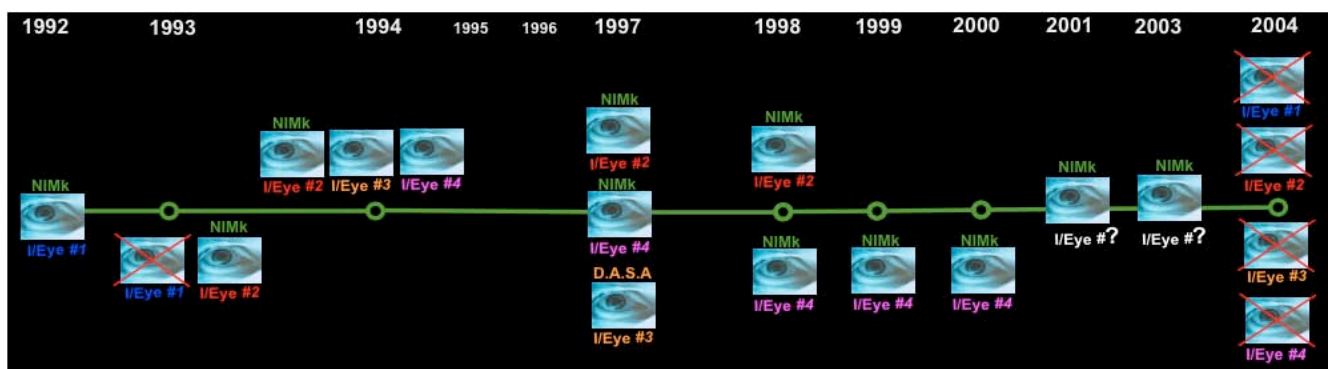 1992 1993 1994 1995 1996 1997 1998 1999 2000 2001 2003 2004
NIMk
I/Eye #1
I/Eye #1
NIMk
I/Eye #2
NIMk
I/Eye #2
I/Eye #3
I/Eye #4
NIMk
I/Eye #2
NIMk
I/Eye #4
D.A.S.A
I/Eye #3
NIMk
I/Eye #2
NIMk
I/Eye #4
NIMk
I/Eye #4
NIMk
I/Eye #4
NIMk
I/Eye #?
NIMk
I/Eye #?
I/Eye #1
I/Eye #2
I/Eye #3
I/Eye #4